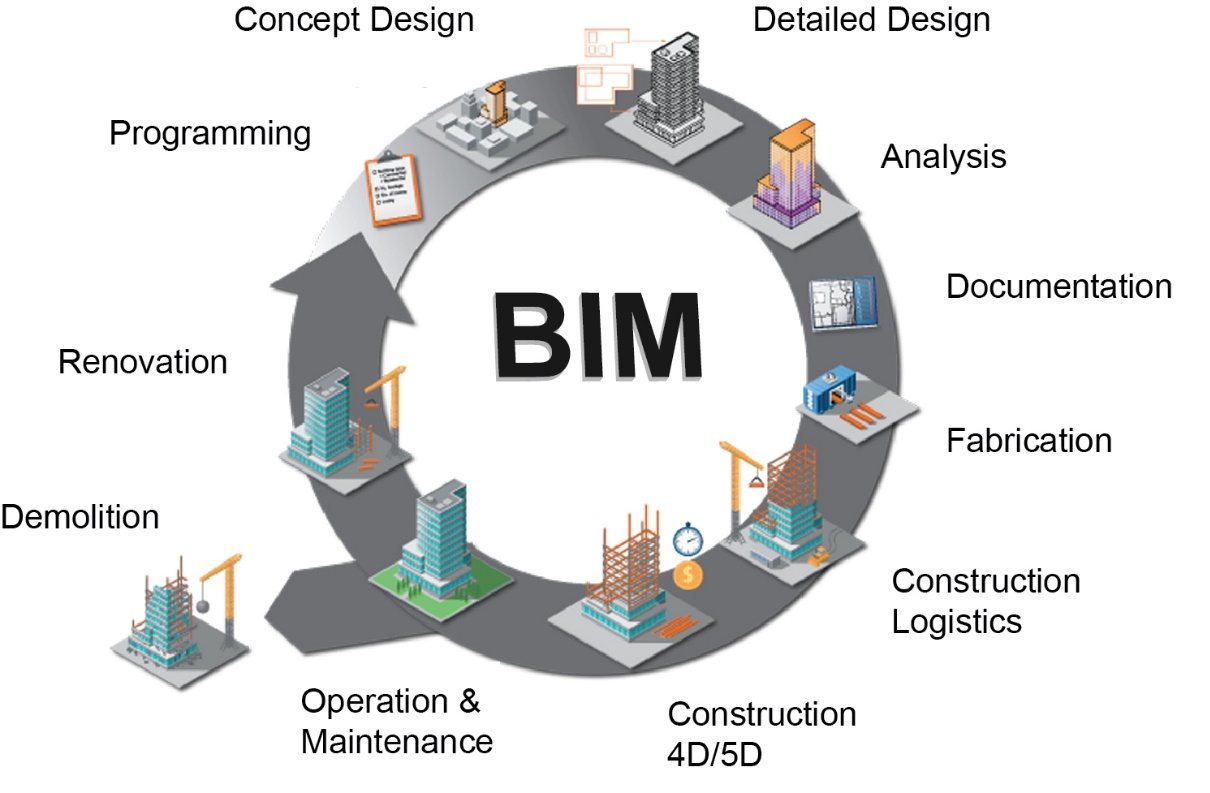 Concept Design
Detailed Design
Programming
Analysis
BIM
Documentation
Renovation
Fabrication
Demolition
Construction
Logistics
Operation &
Maintenance
Construction
4D/5D
$